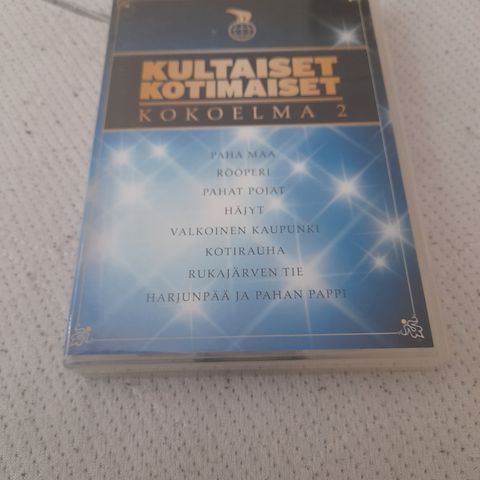 KULTAISET
KOTIMAISET
KOKOELMA 2
PAHA MAA
RÖÖPERI
PAHAT POJAT
HÄJYT
VALKOINEN KAUPUNKI
KOTIRAUHA
RUKAJÄRVEN TIE
HARJUNPÄÄ JA PAHAN PAPPI